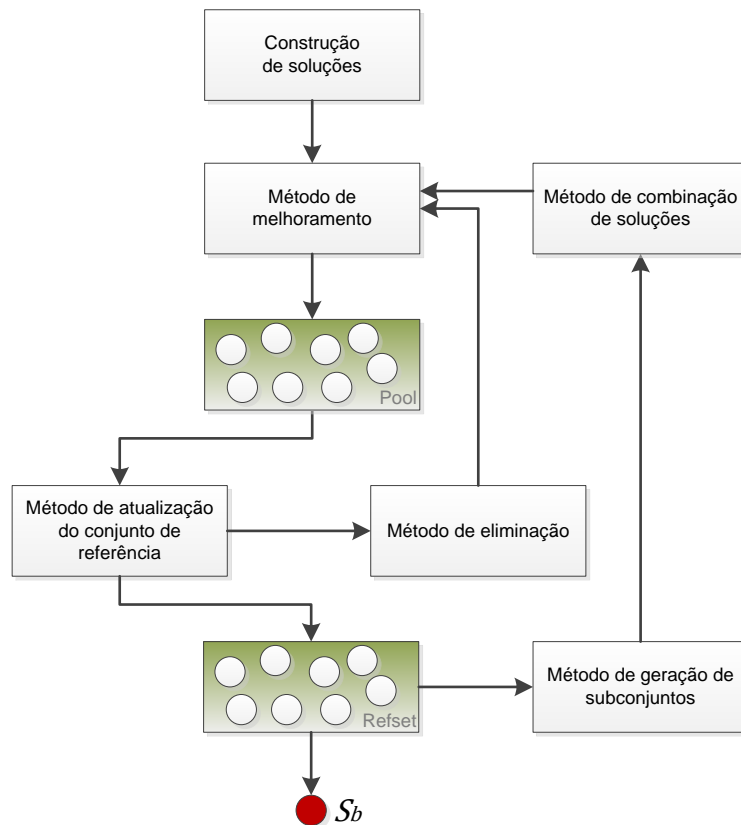 Construção
de soluções
Método de
melhoramento
Método de combinação
de soluções
Pool
Método de atualização
do conjunto de
referência
Método de eliminação
Refset
Método de geração de
subconjuntos
Sb